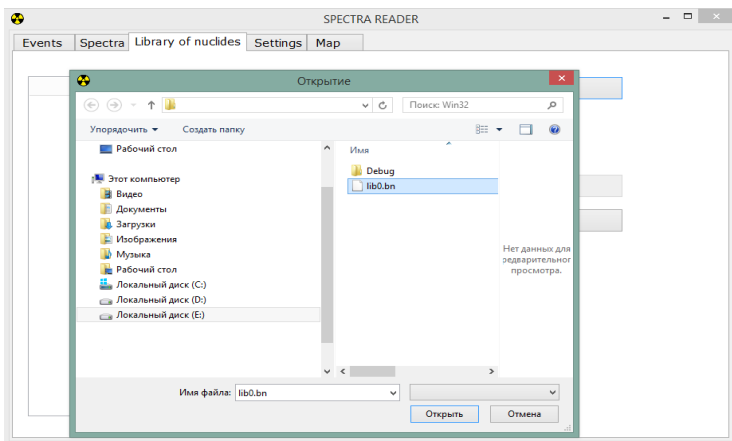 SPECTRA READER
Events Spectra Library of nuclides Settings Map
Открытие
Поиск: Win32
Упорядочить Создать папку
Рабочий стол
Этот компьютер
Видео
Документы
Загрузки
Изображения
Музыка
Рабочий стол
Локальный диск (C:)
Локальный диск (D:)
Локальный диск (E:)
Имя
Debug
lib0.bn
Нет данных для
редварительног
просмотра.
Имя файла: lib0.bn
Открыть Отмена